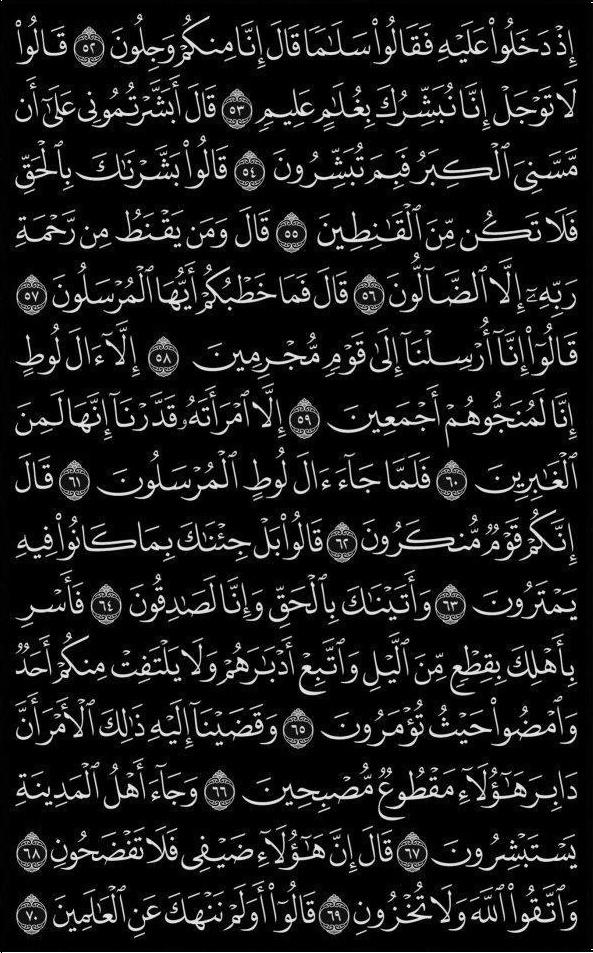 إِذۡ دَخَلُواْ عَلَيۡهِ فَقَالُواْ سَلَٰمٗا قَالَ إِنَّا مِنكُمۡ وَجِلُونَ ٥٢ قَالُواْ
لَا تَوۡجَلۡ إِنَّا نُبَشِّرُكَ بِغُلَٰمٍ عَلِيمٖ ٥٣ قَالَ أَبَشَّرۡتُمُونِي عَلَىٰٓ أَن
مَّسَّنِيَ ٱلۡكِبَرُ فَبِمَ تُبَشِّرُونَ ٥٤ قَالُواْ بَشَّرۡنَٰكَ بِٱلۡحَقِّ
فَلَا تَكُن مِّنَ ٱلۡقَٰنِطِينَ ٥٥ قَالَ وَمَن يَقۡنَطُ مِن رَّحۡمَةِ
رَبِّهِۦٓ إِلَّا ٱلضَّآلُّونَ ٥٦ قَالَ فَمَا خَطۡبُكُمۡ أَيُّهَا ٱلۡمُرۡسَلُونَ ٥٧
قَالُوٓاْ إِنَّآ أُرۡسِلۡنَآ إِلَىٰ قَوۡمٖ مُّجۡرِمِينَ ٥٨ إِلَّآ ءَالَ لُوطٍ
إِنَّا لَمُنَجُّوهُمۡ أَجۡمَعِينَ ٥٩ إِلَّا ٱمۡرَأَتَهُۥ قَدَّرۡنَآ إِنَّهَا لَمِنَ
ٱلۡغَٰبِرِينَ ٦٠ فَلَمَّا جَآءَ ءَالَ لُوطٍ ٱلۡمُرۡسَلُونَ ٦١ قَالَ
إِنَّكُمۡ قَوۡمٞ مُّنكَرُونَ ٦٢ قَالُواْ بَلۡ جِئۡنَٰكَ بِمَا كَانُواْ فِيهِ
يَمۡتَرُونَ ٦٣ وَأَتَيۡنَٰكَ بِٱلۡحَقِّ وَإِنَّا لَصَٰدِقُونَ ٦٤ فَأَسۡرِ
بِأَهۡلِكَ بِقِطۡعٖ مِّنَ ٱلَّيۡلِ وَٱتَّبِعۡ أَدۡبَٰرَهُمۡ وَلَا يَلۡتَفِتۡ مِنكُمۡ أَحَدٞ
وَٱمۡضُواْ حَيۡثُ تُؤۡمَرُونَ ٦٥ وَقَضَيۡنَآ إِلَيۡهِ ذَٰلِكَ ٱلۡأَمۡرَ أَنَّ
دَابِرَ هَٰٓؤُلَآءِ مَقۡطُوعٞ مُّصۡبِحِينَ ٦٦ وَجَآءَ أَهۡلُ ٱلۡمَدِينَةِ
يَسۡتَبۡشِرُونَ ٦٧ قَالَ إِنَّ هَٰٓؤُلَآءِ ضَيۡفِي فَلَا تَفۡضَحُونِ ٦٨
وَٱتَّقُواْ ٱللَّهَ وَلَا تُخۡزُونِ ٦٩ قَالُوٓاْ أَوَلَمۡ نَنۡهَكَ عَنِ ٱلۡعَٰلَمِينَ ٧٠